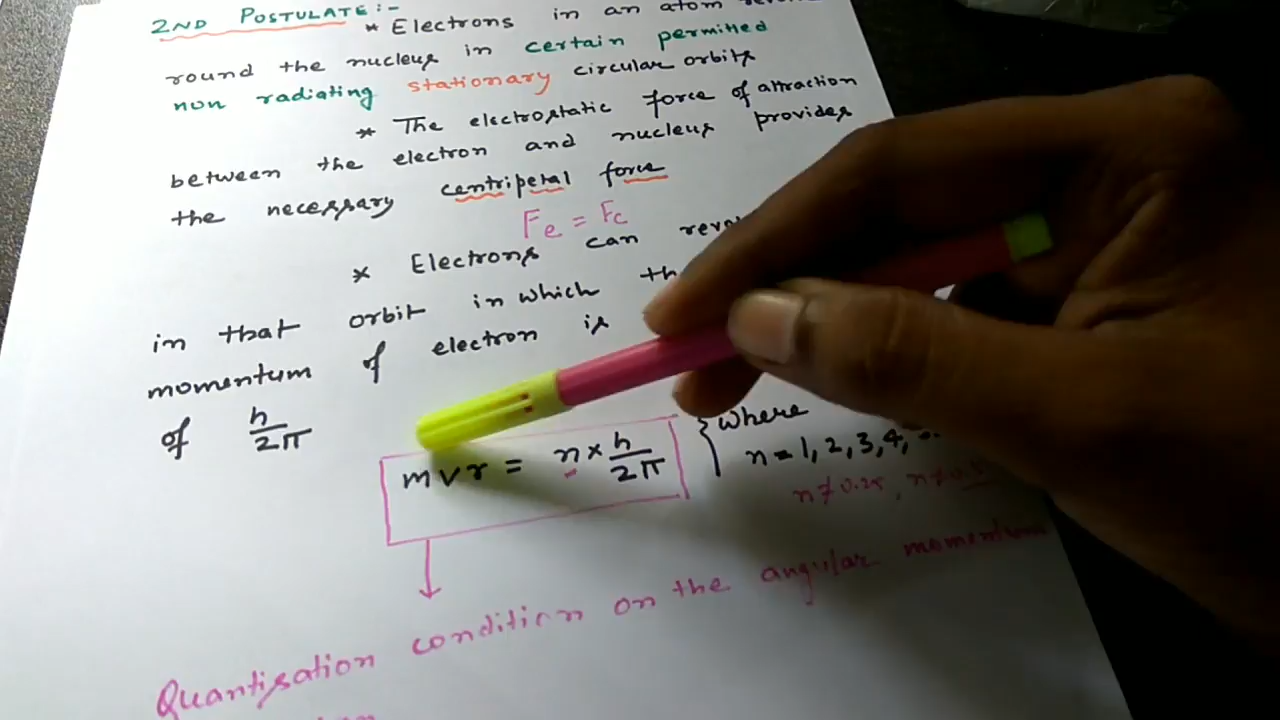 2ND POSTULATE:-
* Electrons in an atom
round the nucleus in certain permitted
non radiating stationary circular orbits
* The electrostatic force of attraction
between the electron and nucleus provides
the necessary centripetal force
Fe = Fc
* Electrons can
in that orbit in which
momentum of electron is
of h/2π
mvr = n × h/2π } where
n = 1, 2, 3, 4,
n ≠ 0.25, n ≠
Quantisation condition on the angular momentum